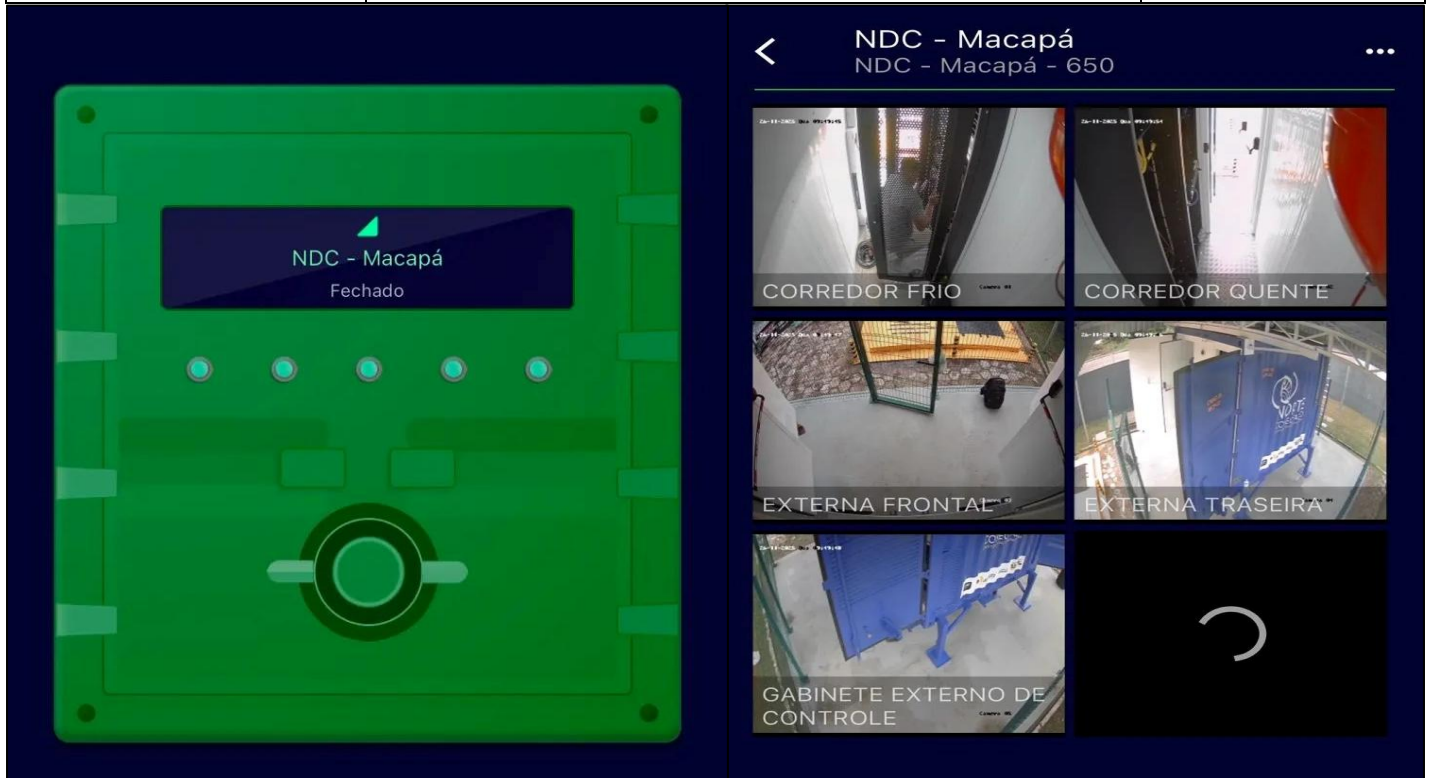 NDC - Macapá
Fechado
NDC - Macapá
NDC - Macapá - 650
CORREDOR FRIO
CORREDOR QUENTE
EXTERNA FRONTAL
EXTERNA TRASEIRA
GABINETE EXTERNO DE
CONTROLE